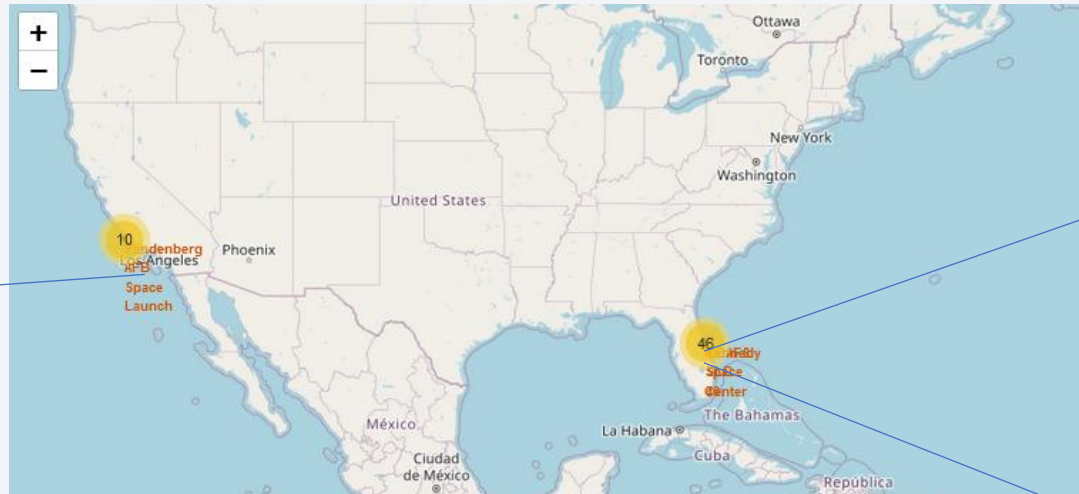 +
−
Ottawa
Toronto
New York
Washington
United States
10
Los Angeles
AFB
Space
Launch
Phoenix
46
Center
The Bahamas
La Habana
México
Cuba
Ciudad
de México
República